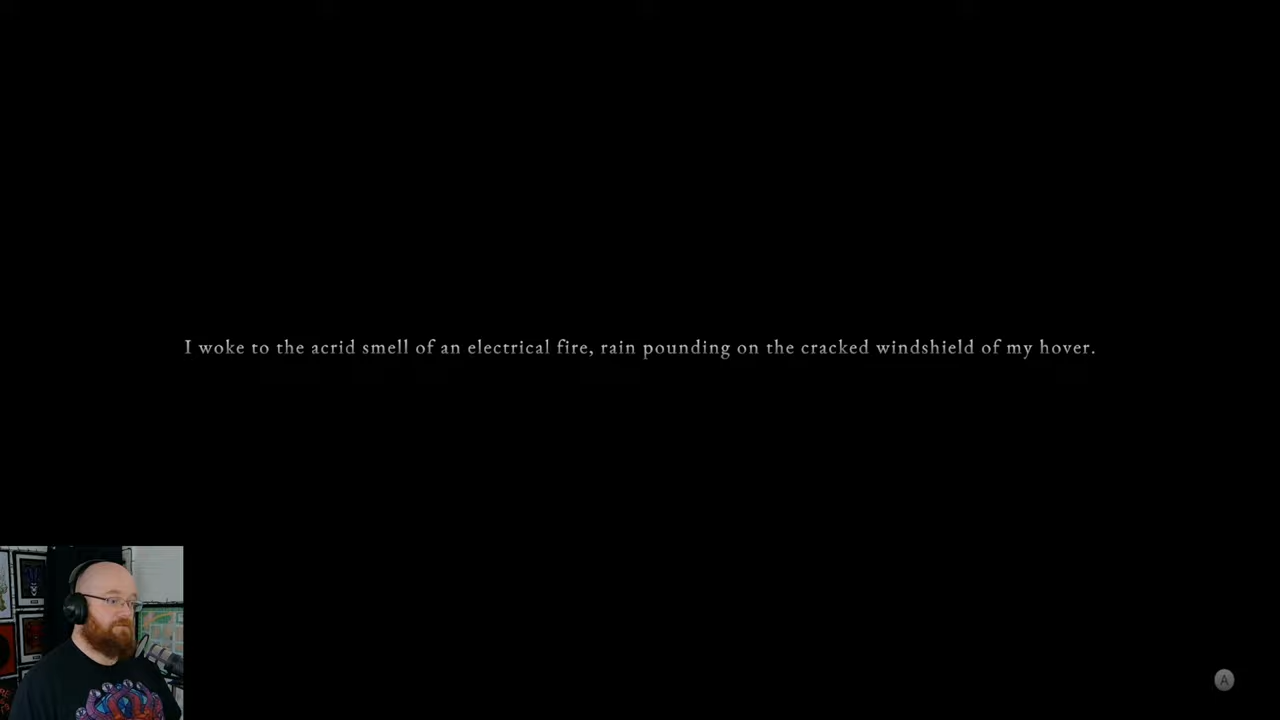 I woke to the acrid smell of an electrical fire, rain pounding on the cracked windshield of my hover.
A